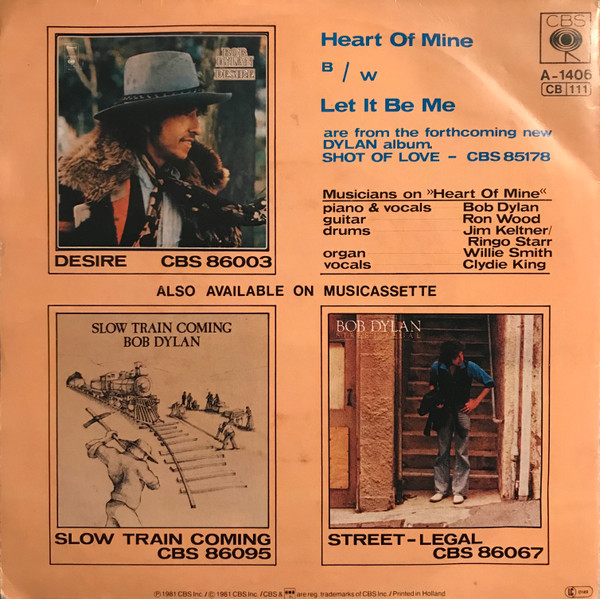 Heart Of Mine
B / W
Let It Be Me
are from the forthcoming new
DYLAN album.
SHOT OF LOVE – CBS 85178
CBS
A-1406
CB 111
Musicians on »Heart Of Mine«
piano & vocals Bob Dylan
guitar Ron Wood
drums Jim Keltner/
Ringo Starr
organ Willie Smith
vocals Clydie King
DESIRE CBS 86003
ALSO AVAILABLE ON MUSICASSETTE
SLOW TRAIN COMING
BOB DYLAN
SLOW TRAIN COMING
CBS 86095
BOB DYLAN
STREET-LEGAL
STREET-LEGAL
CBS 86067
℗ 1981 CBS Inc. / © 1981 CBS Inc. / CBS & are reg. trademarks of CBS Inc. / Printed in Holland